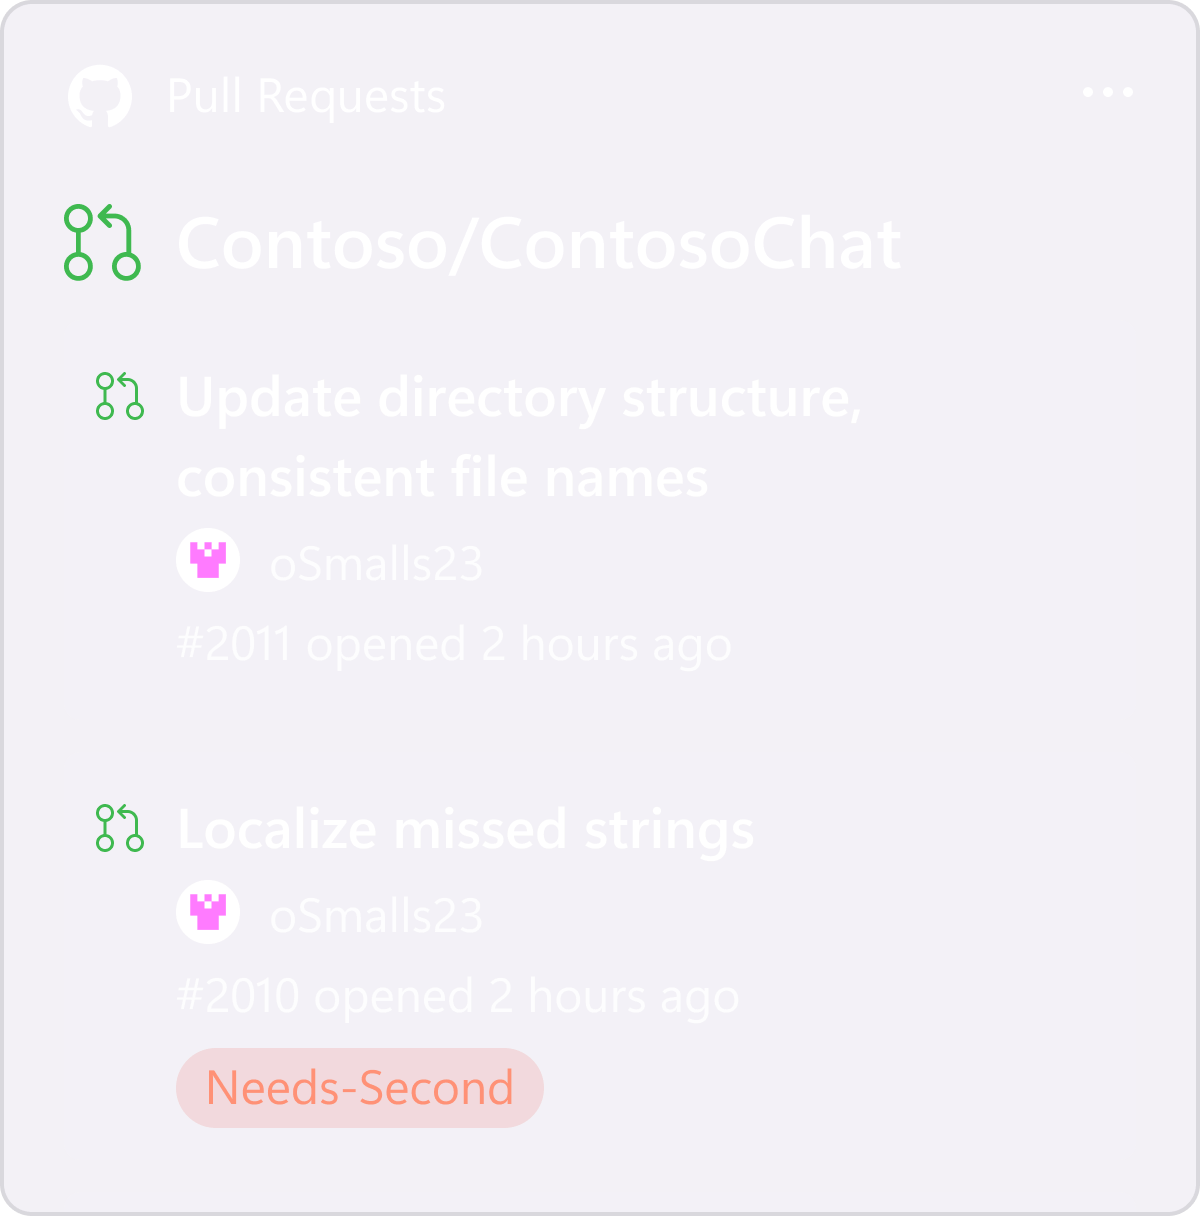 Pull Requests
Contoso/ContosoChat
Update directory structure,
consistent file names
oSmalls23
#2011 opened 2 hours ago
Localize missed strings
oSmalls23
#2010 opened 2 hours ago
Needs-Second